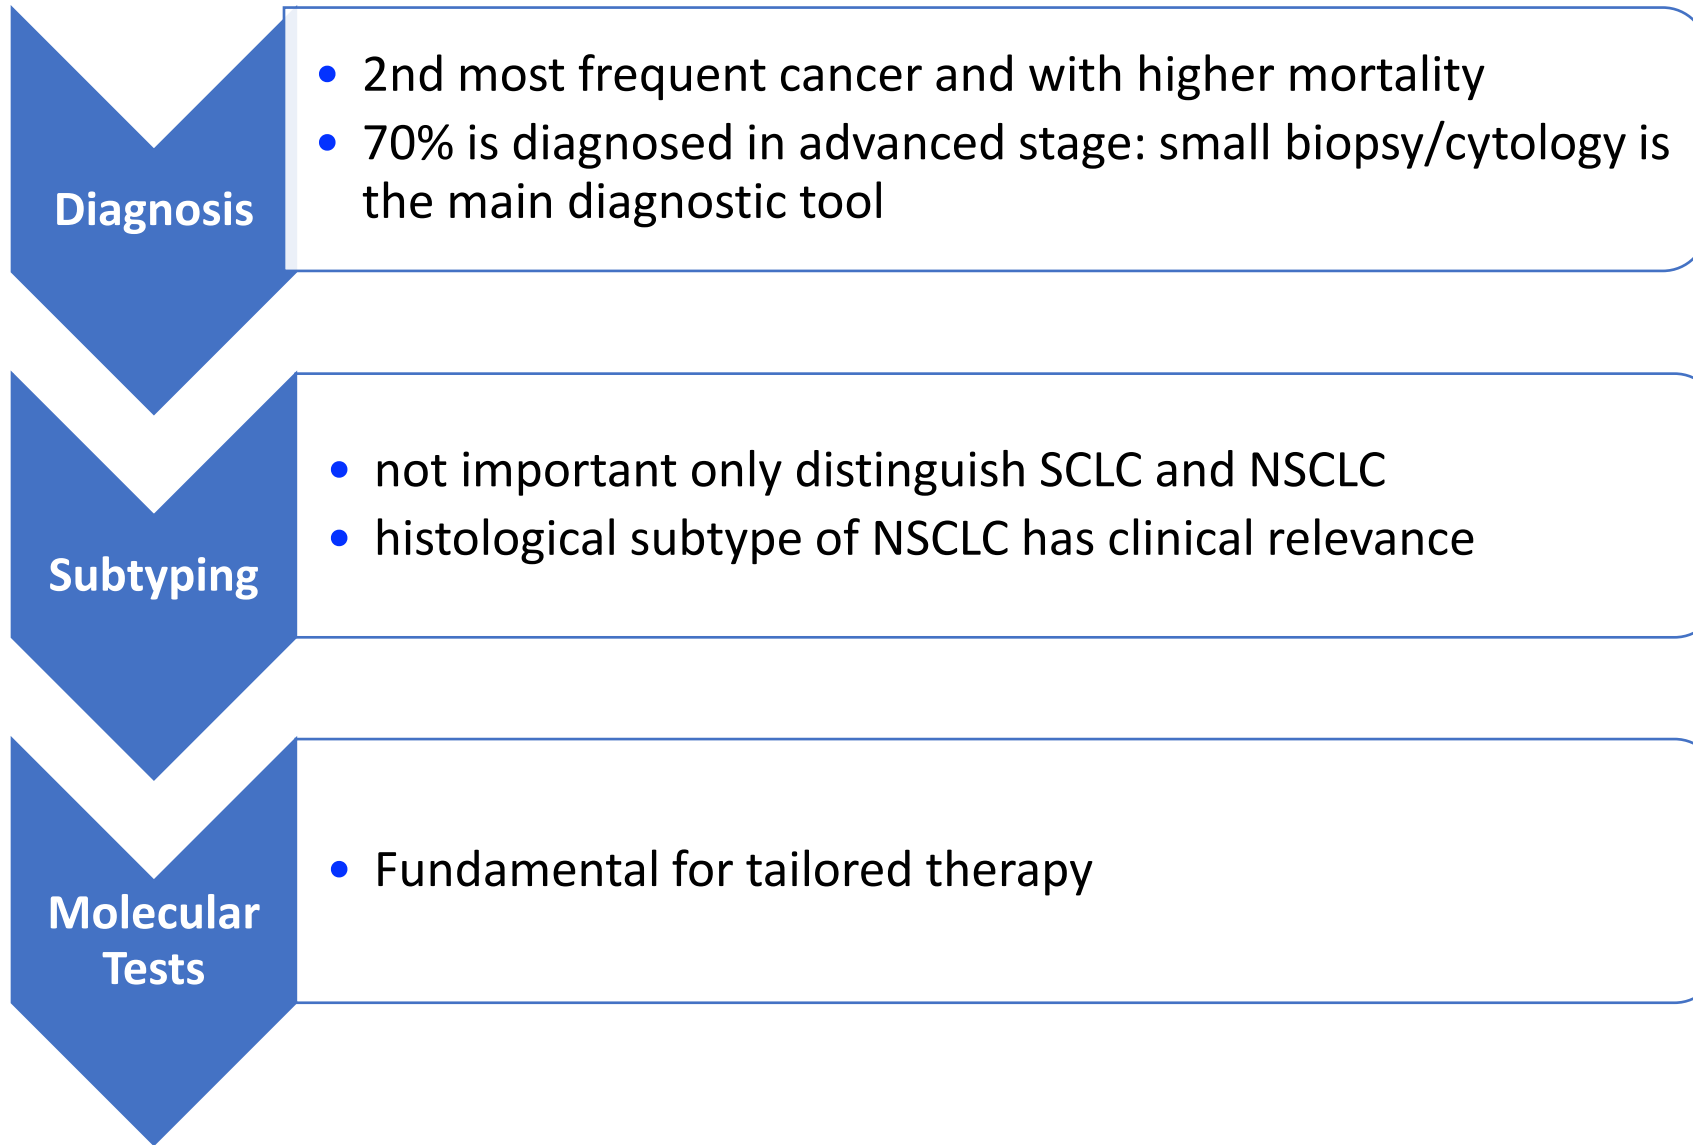 Diagnosis
• 2nd most frequent cancer and with higher mortality
• 70% is diagnosed in advanced stage: small biopsy/cytology is
the main diagnostic tool
Subtyping
• not important only distinguish SCLC and NSCLC
• histological subtype of NSCLC has clinical relevance
Molecular
Tests
• Fundamental for tailored therapy